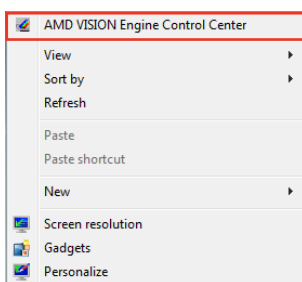 AMD VISION Engine Control Center
View
Sort by
Refresh
Paste
Paste shortcut
New
Screen resolution
Gadgets
Personalize